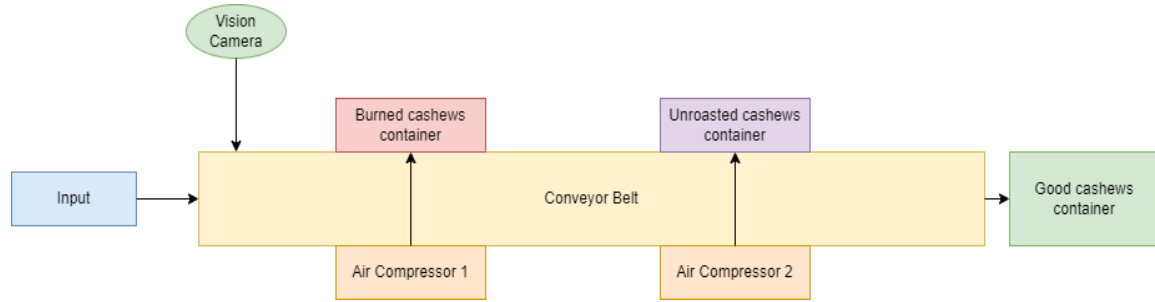 Vision
Camera
Burned cashews
container
Unroasted cashews
container
Input
Conveyor Belt
Good cashews
container
Air Compressor 1
Air Compressor 2